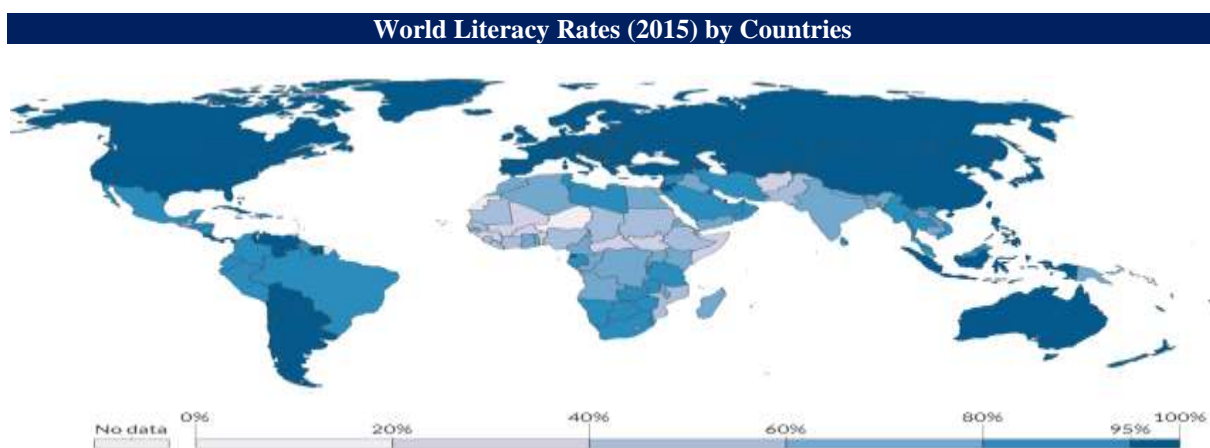 World Literacy Rates (2015) by Countries
0% 40% 80% 100%
No data 20% 60% 95%